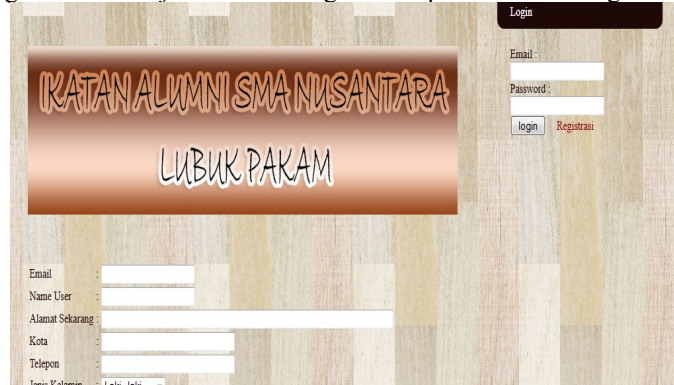 Login
IKATAN ALUMNI SMA NUSANTARA
LUBUK PAKAM
Email :
Password :
login Registrasi
Email :
Name User :
Alamat Sekarang :
Kota :
Telepon :
Jenis Kelamin : Laki-laki